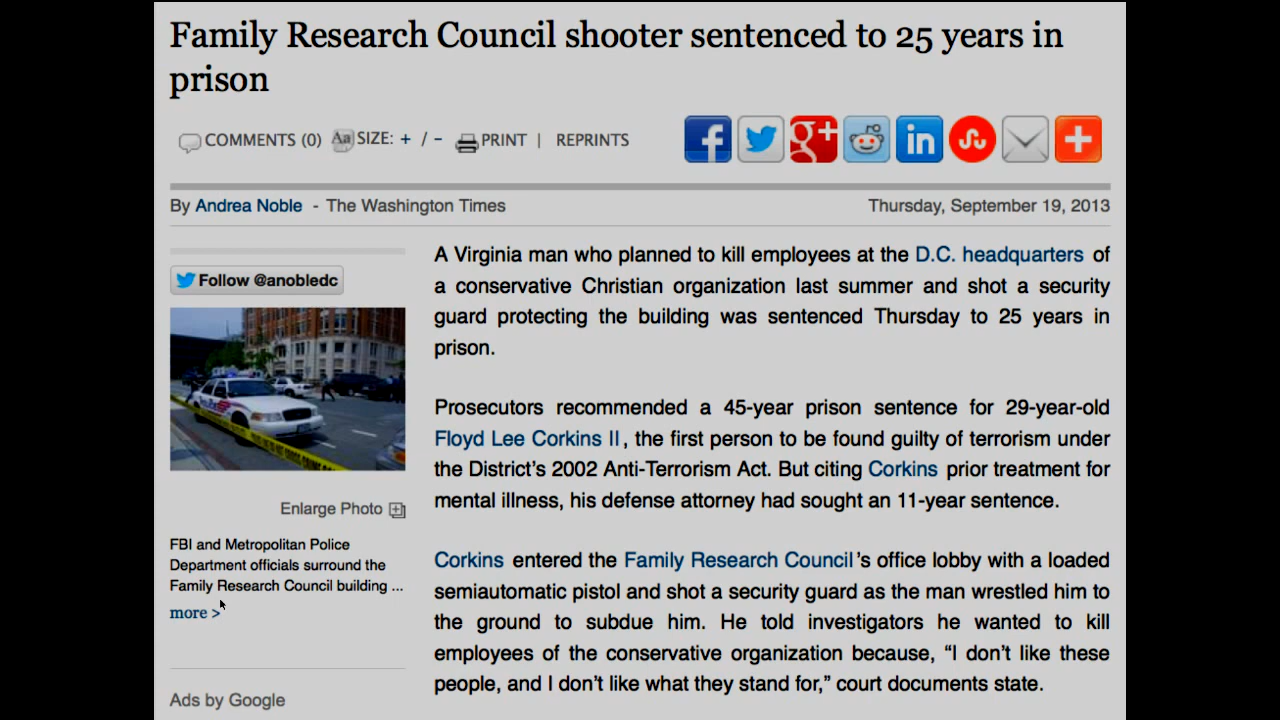 Family Research Council shooter sentenced to 25 years in
prison
COMMENTS (0) Aa SIZE: + / - PRINT | REPRINTS
By Andrea Noble - The Washington Times
Thursday, September 19, 2013
Follow @anobledc
Enlarge Photo
FBI and Metropolitan Police
Department officials surround the
Family Research Council building ...
more >
Ads by Google
A Virginia man who planned to kill employees at the D.C. headquarters of
a conservative Christian organization last summer and shot a security
guard protecting the building was sentenced Thursday to 25 years in
prison.
Prosecutors recommended a 45-year prison sentence for 29-year-old
Floyd Lee Corkins II, the first person to be found guilty of terrorism under
the District's 2002 Anti-Terrorism Act. But citing Corkins prior treatment for
mental illness, his defense attorney had sought an 11-year sentence.
Corkins entered the Family Research Council's office lobby with a loaded
semiautomatic pistol and shot a security guard as the man wrestled him to
the ground to subdue him. He told investigators he wanted to kill
employees of the conservative organization because, “I don't like these
people, and I don't like what they stand for,” court documents state.